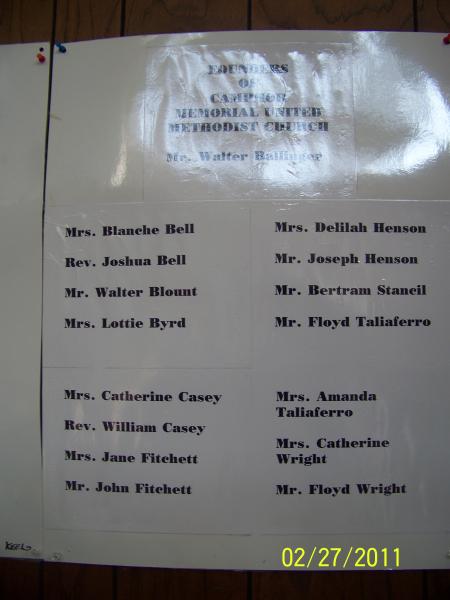 FOUNDERS
OF
CAMPHOR
MEMORIAL UNITED
METHODIST CHURCH
Mr. Walter Ballinger
Mrs. Blanche Bell
Rev. Joshua Bell
Mr. Walter Blount
Mrs. Lottie Byrd
Mrs. Delilah Henson
Mr. Joseph Henson
Mr. Bertram Stancil
Mr. Floyd Taliaferro
Mrs. Catherine Casey
Rev. William Casey
Mrs. Jane Fitchett
Mr. John Fitchett
Mrs. Amanda
Taliaferro
Mrs. Catherine
Wright
Mr. Floyd Wright
02/27/2011